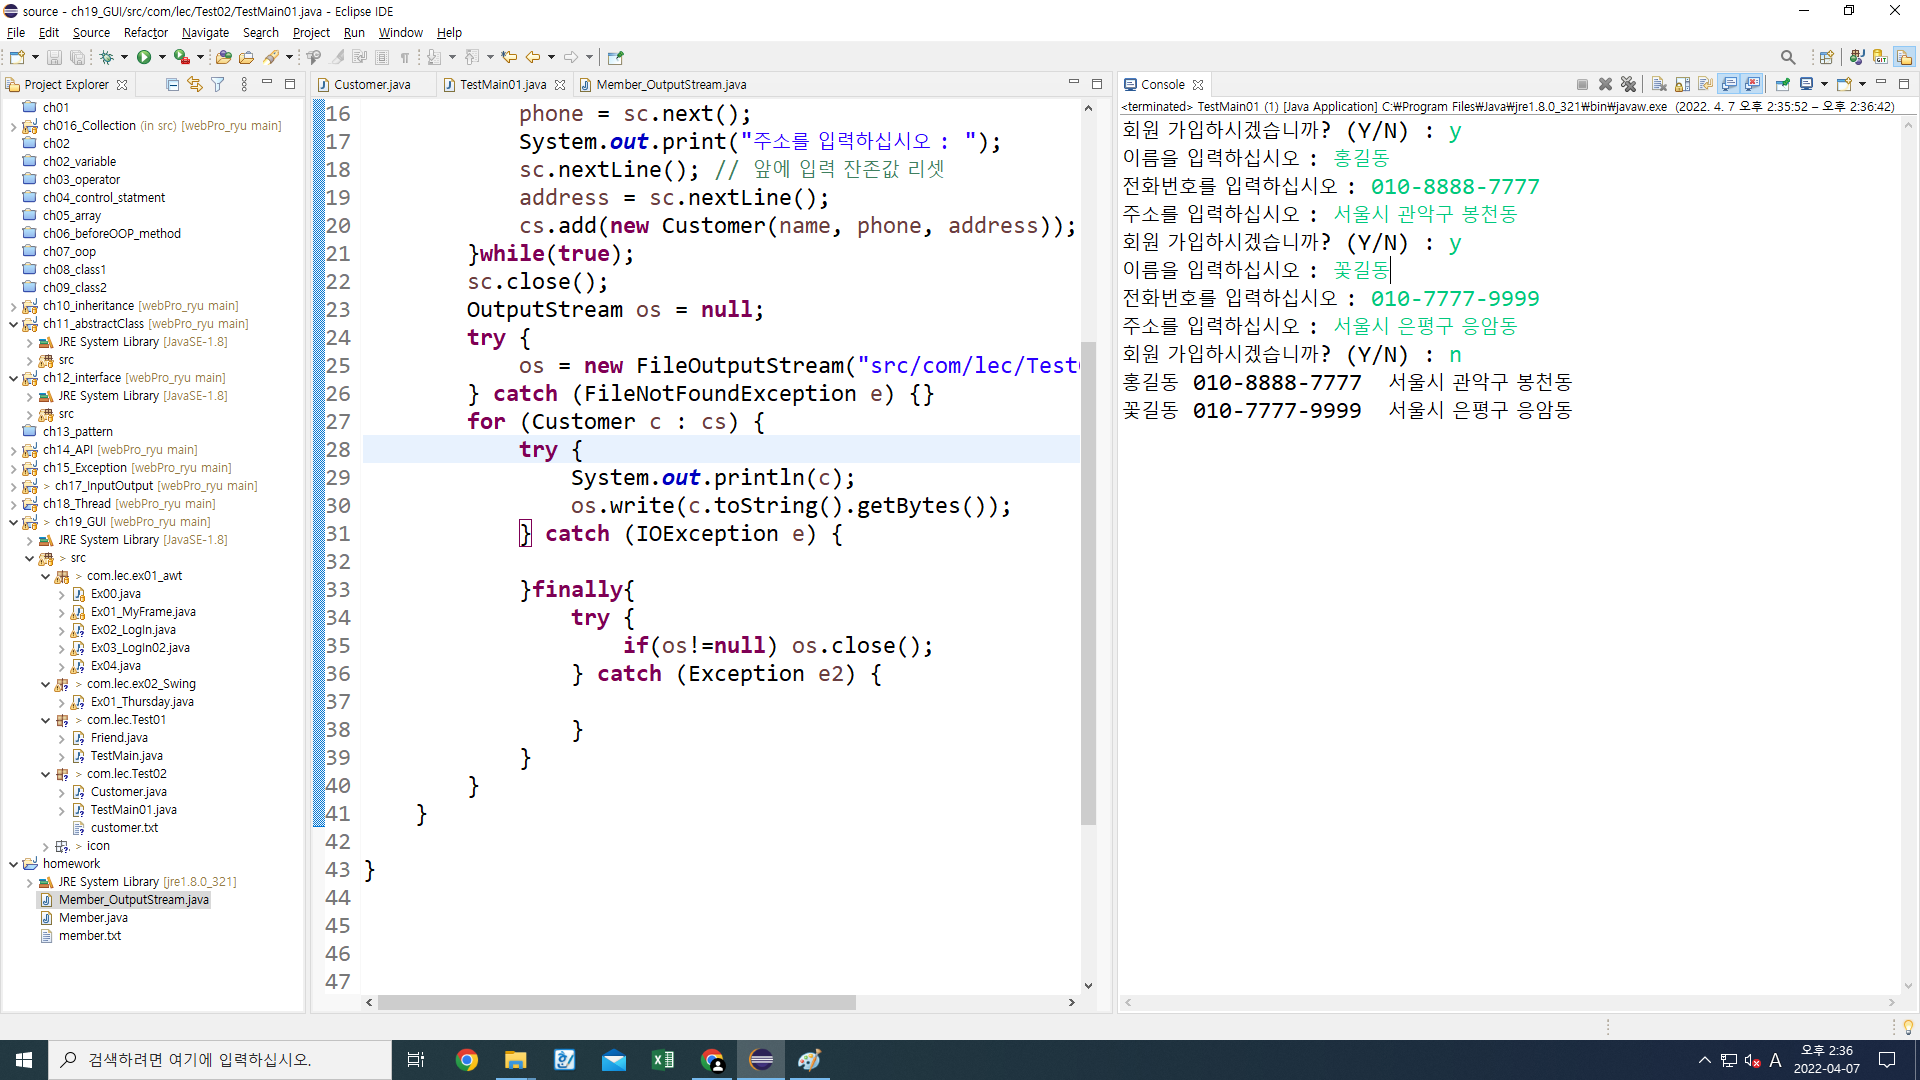 source - ch19_GUI/src/com/lec/Test02/TestMain01.java - Eclipse IDE
File Edit Source Refactor Navigate Search Project Run Window Help
Project Explorer
ch01
ch016_Collection (in src) [webPro_ryu main]
ch02
ch02_variable
ch03_operator
ch04_control_statment
ch05_array
ch06_beforeOOP_method
ch07_oop
ch08_class1
ch09_class2
ch10_inheritance [webPro_ryu main]
ch11_abstractClass [webPro_ryu main]
JRE System Library [JavaSE-1.8]
src
ch12_interface [webPro_ryu main]
JRE System Library [JavaSE-1.8]
src
ch13_pattern
ch14_API [webPro_ryu main]
ch15_Exception [webPro_ryu main]
> ch17_InputOutput [webPro_ryu main]
ch18_Thread [webPro_ryu main]
> ch19_GUI [webPro_ryu main]
JRE System Library [JavaSE-1.8]
> src
> com.lec.ex01_awt
Ex00.java
Ex01_MyFrame.java
Ex02_LogIn.java
Ex03_LogIn02.java
Ex04.java
> com.lec.ex02_Swing
Ex01_Thursday.java
> com.lec.Test01
Friend.java
TestMain.java
> com.lec.Test02
Customer.java
TestMain01.java
customer.txt
> icon
homework
JRE System Library [jre1.8.0_321]
Member_OutputStream.java
Member.java
member.txt
Customer.java TestMain01.java Member_OutputStream.java
16 phone = sc.next();
17 System.out.print("주소를 입력하십시오 : ");
18 sc.nextLine(); // 앞에 입력 잔존값 리셋
19 address = sc.nextLine();
20 cs.add(new Customer(name, phone, address));
21 }while(true);
22 sc.close();
23 OutputStream os = null;
24 try {
25 os = new FileOutputStream("src/com/lec/Test
26 } catch (FileNotFoundException e) {}
27 for (Customer c : cs) {
28 try {
29 System.out.println(c);
30 os.write(c.toString().getBytes());
31 } catch (IOException e) {
32
33 }finally{
34 try {
35 if(os!=null) os.close();
36 } catch (Exception e2) {
37
38 }
39 }
40 }
41 }
42
43 }
44
45
46
47
Console
<terminated> TestMain01 (1) [Java Application] C:₩Program Files₩Java₩jre1.8.0_321₩bin₩javaw.exe (2022. 4. 7 오후 2:35:52 – 오후 2:36:42)
회원 가입하시겠습니까? (Y/N) : y
이름을 입력하십시오 : 홍길동
전화번호를 입력하십시오 : 010-8888-7777
주소를 입력하십시오 : 서울시 관악구 봉천동
회원 가입하시겠습니까? (Y/N) : y
이름을 입력하십시오 : 꽃길동
전화번호를 입력하십시오 : 010-7777-9999
주소를 입력하십시오 : 서울시 은평구 응암동
회원 가입하시겠습니까? (Y/N) : n
홍길동 010-8888-7777 서울시 관악구 봉천동
꽃길동 010-7777-9999 서울시 은평구 응암동
검색하려면 여기에 입력하십시오.
A
오후 2:36
2022-04-07